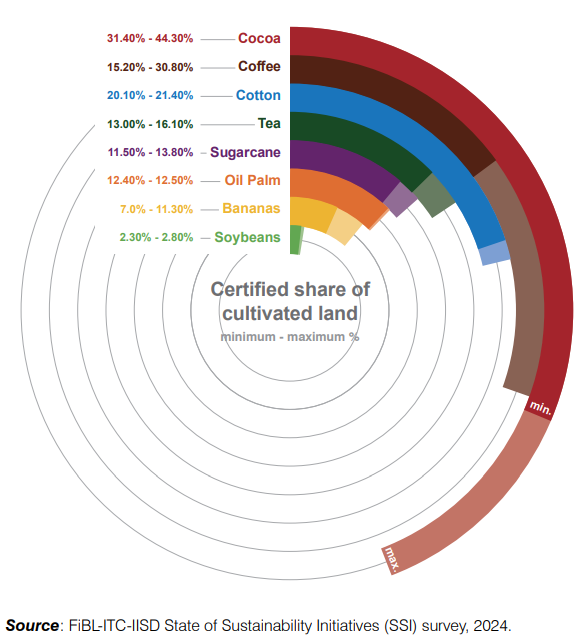 31.40% - 44.30% Cocoa
15.20% - 30.80% Coffee
20.10% - 21.40% Cotton
13.00% - 16.10% Tea
11.50% - 13.80% Sugarcane
12.40% - 12.50% Oil Palm
7.0% - 11.30% Bananas
2.30% - 2.80% Soybeans
Certified share of
cultivated land
minimum - maximum %
min.
max.
Source: FiBL-ITC-IISD State of Sustainability Initiatives (SSI) survey, 2024.